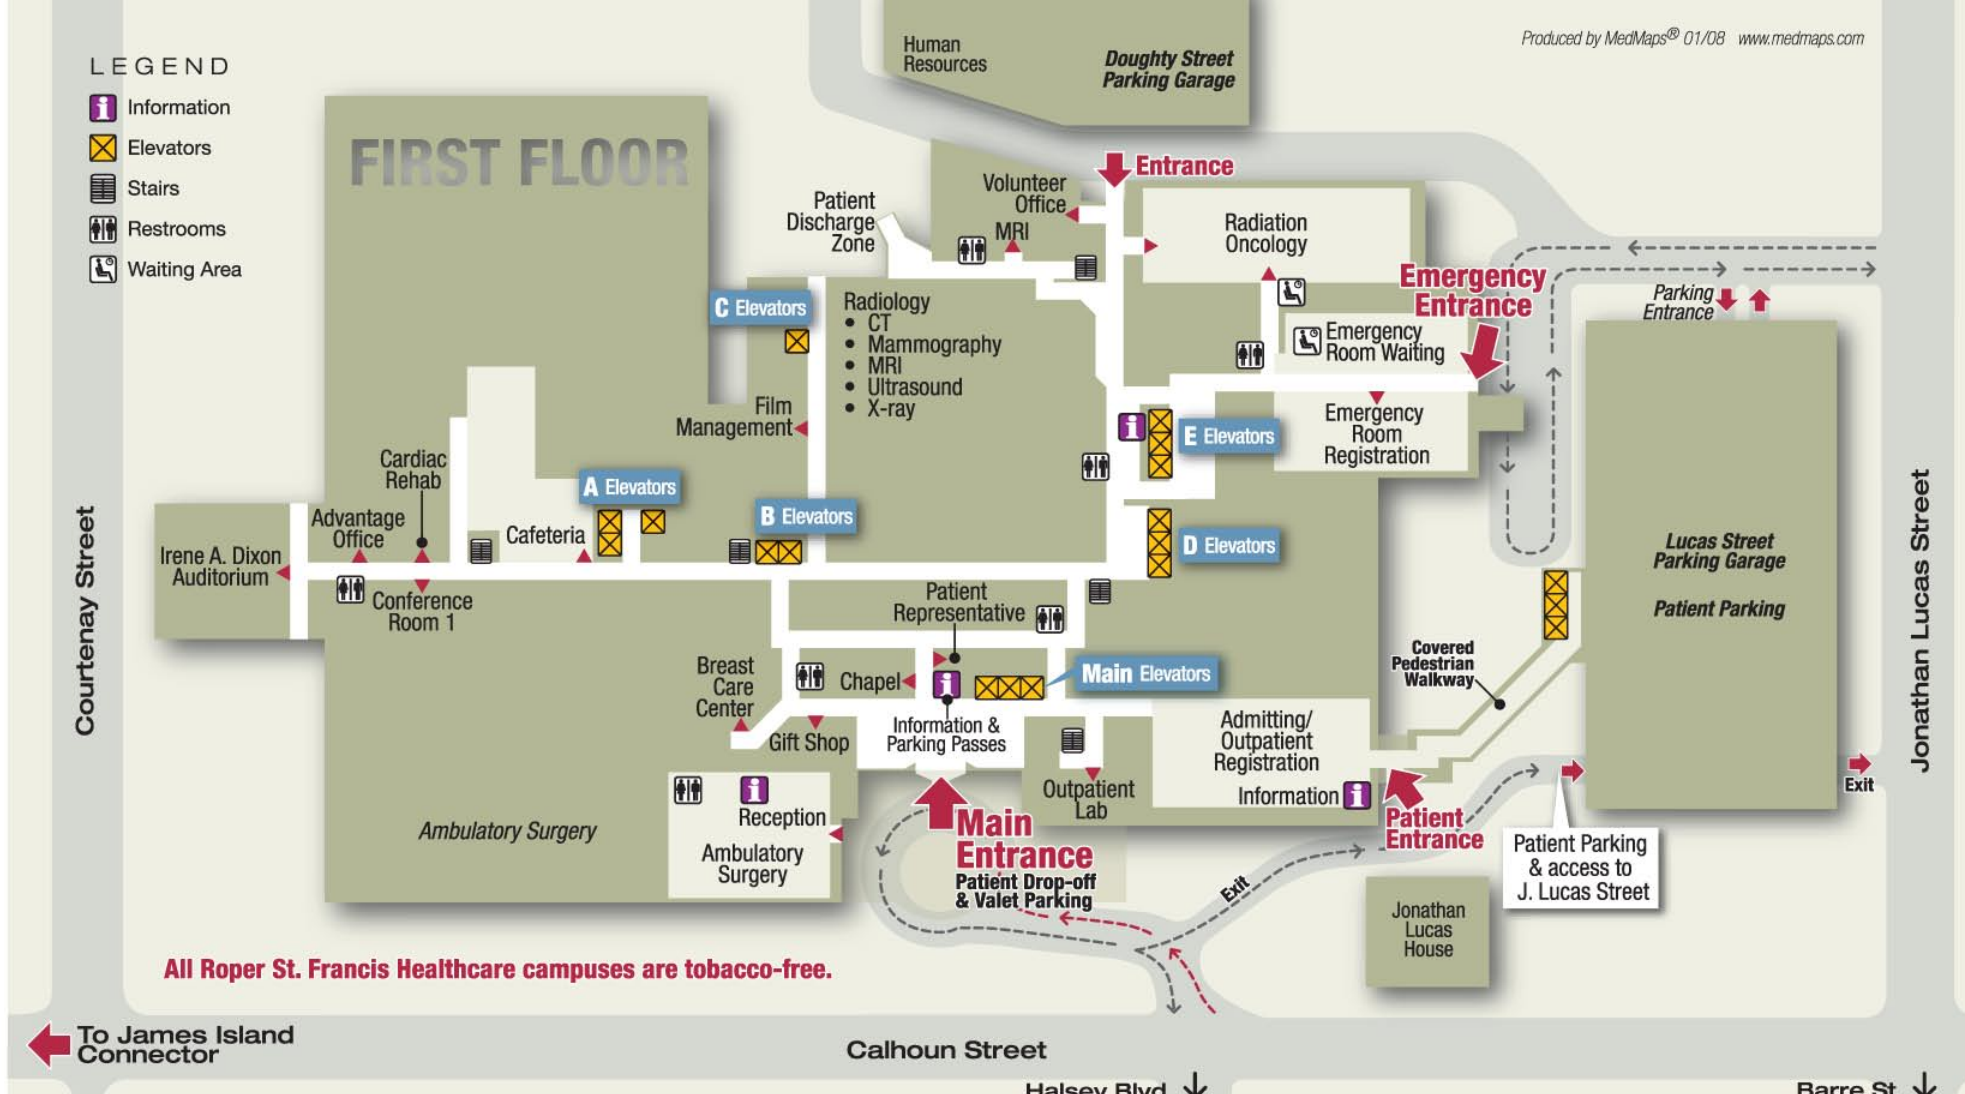 Produced by MedMaps® 01/08 www.medmaps.com
LEGEND
Information
Elevators
Stairs
Restrooms
Waiting Area
FIRST FLOOR
Human
Resources
Doughty Street
Parking Garage
Entrance
Volunteer
Office
MRI
Patient
Discharge
Zone
Radiation
Oncology
Emergency
Entrance
Parking
Entrance
Emergency
Room Waiting
C Elevators
Radiology
• CT
• Mammography
• MRI
• Ultrasound
• X-ray
Film
Management
Emergency
Room
Registration
E Elevators
Cardiac
Rehab
A Elevators
B Elevators
D Elevators
Advantage
Office
Cafeteria
Irene A. Dixon
Auditorium
Conference
Room 1
Courtenay Street
Lucas Street
Parking Garage
Patient Parking
Jonathan Lucas Street
Patient
Representative
Covered
Pedestrian
Walkway
Breast
Care
Center
Chapel
Main Elevators
Gift Shop
Information &
Parking Passes
Admitting/
Outpatient
Registration
Information
Outpatient
Lab
Exit
Reception
Ambulatory
Surgery
Ambulatory Surgery
Main
Entrance
Patient Drop-off
& Valet Parking
Patient
Entrance
Patient Parking
& access to
J. Lucas Street
Exit
Jonathan
Lucas
House
All Roper St. Francis Healthcare campuses are tobacco-free.
To James Island
Connector
Calhoun Street
Halsey Blvd
Barre St